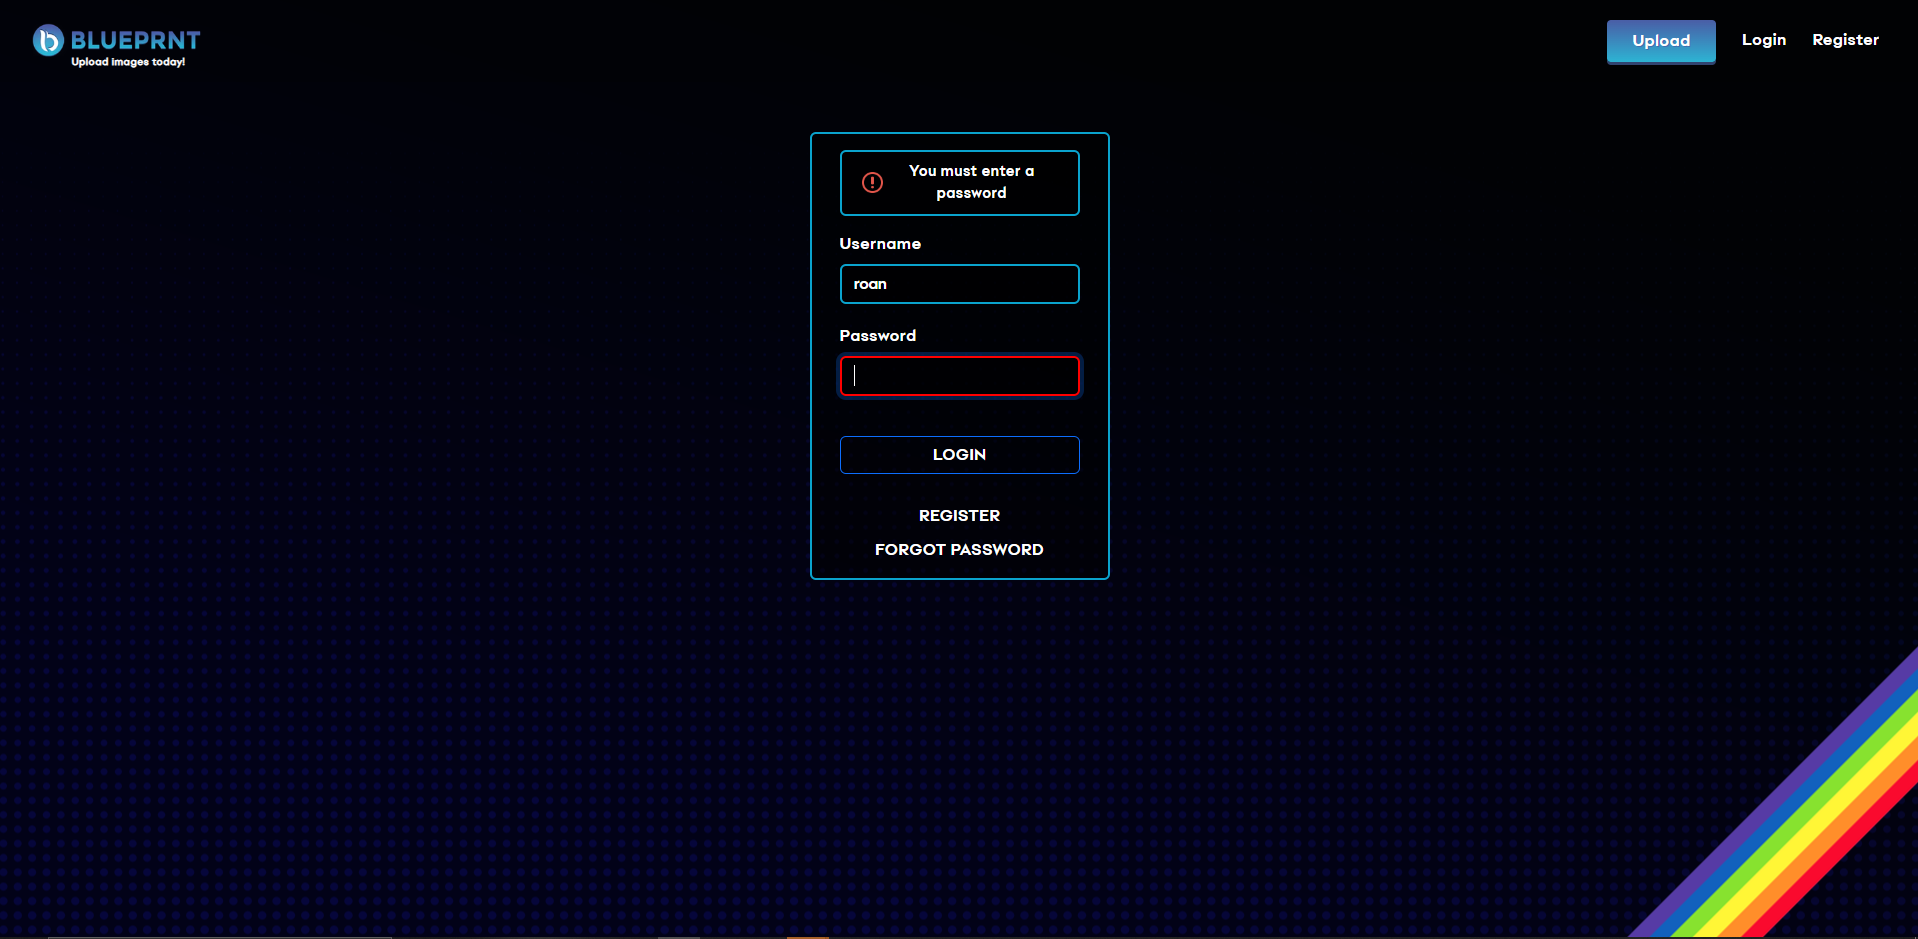 BLUEPRNT
Upload images today!
Upload
Login
Register
You must enter a
password
Username
roan
Password
LOGIN
REGISTER
FORGOT PASSWORD